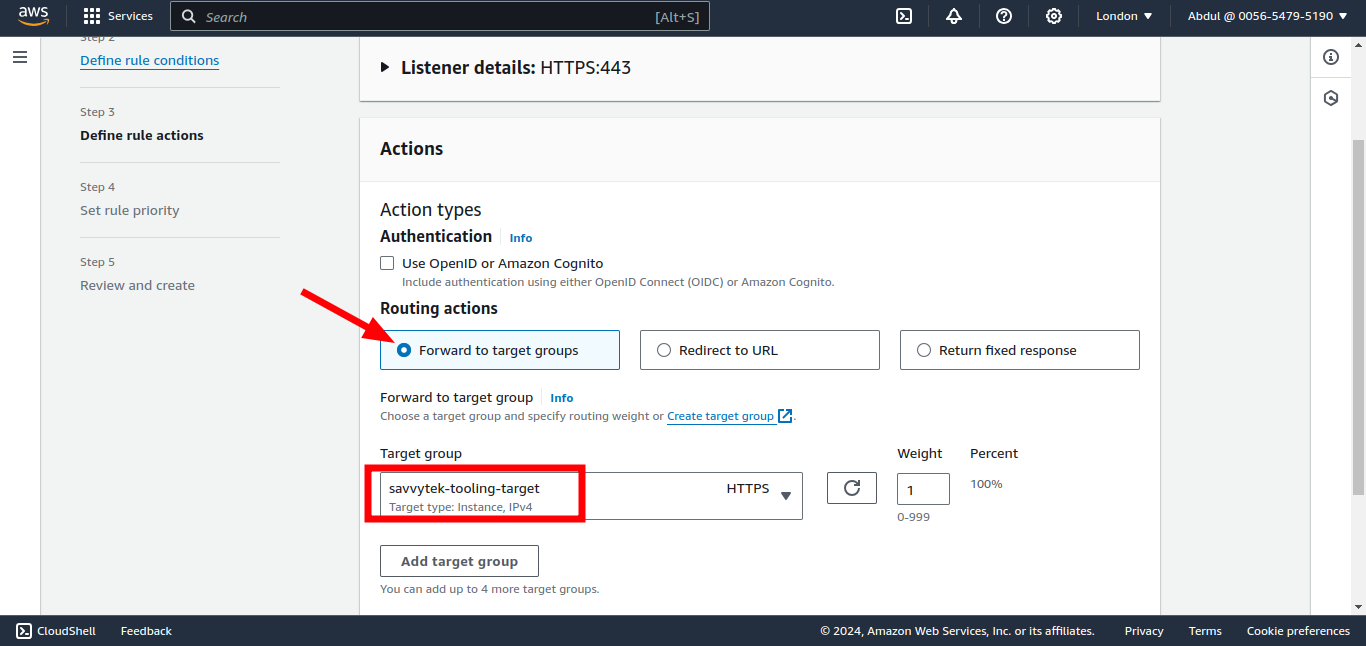 aws
Services
Search
[Alt+S]
London
Abdul @ 0056-5479-5190
Step 2
Define rule conditions
Step 3
Define rule actions
Step 4
Set rule priority
Step 5
Review and create
Listener details: HTTPS:443
Actions
Action types
Authentication
Info
Use OpenID or Amazon Cognito
Include authentication using either OpenID Connect (OIDC) or Amazon Cognito.
Routing actions
Forward to target groups
Redirect to URL
Return fixed response
Forward to target group
Info
Choose a target group and specify routing weight or Create target group.
Target group
Weight
Percent
savvytek-tooling-target
HTTPS
Target type: Instance, IPv4
1
100%
0-999
Add target group
You can add up to 4 more target groups.
CloudShell
Feedback
© 2024, Amazon Web Services, Inc. or its affiliates.
Privacy
Terms
Cookie preferences